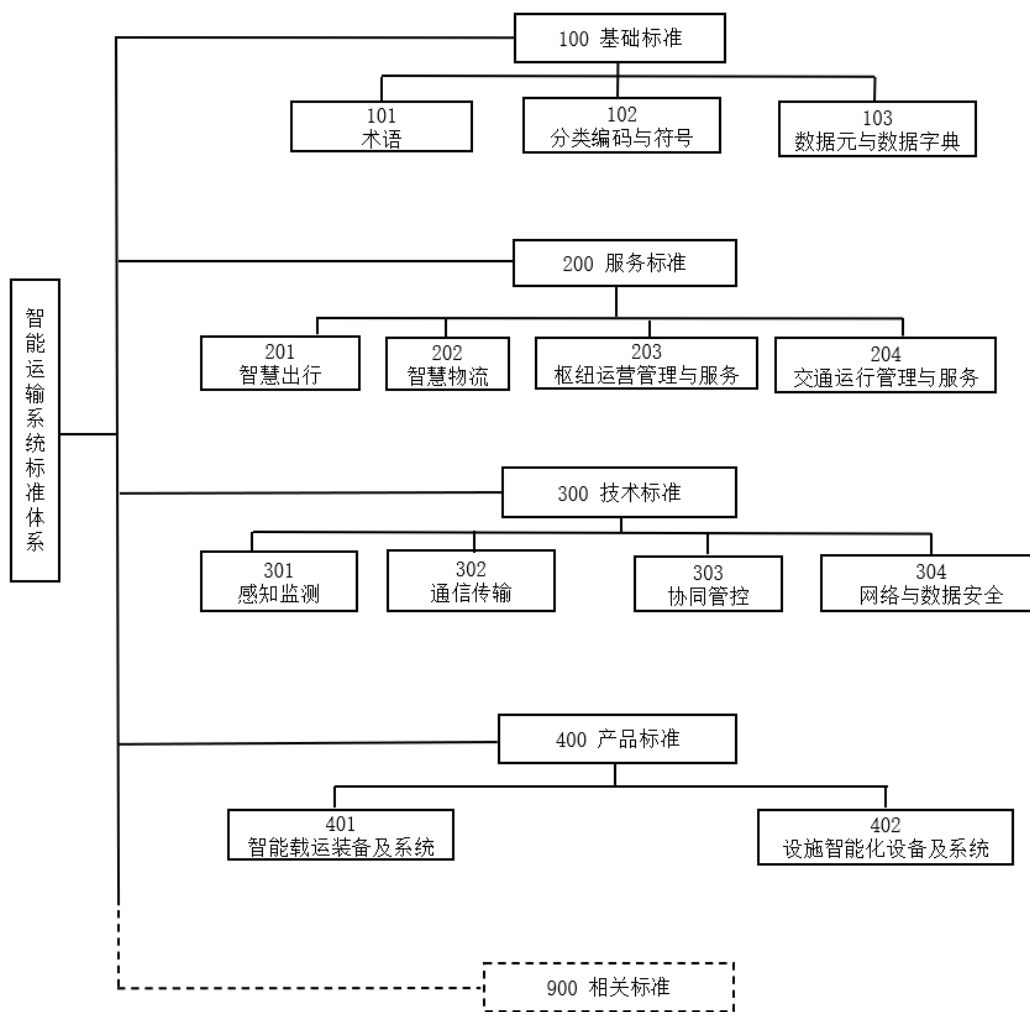 100 基础标准
101
术语
102
分类编码与符号
103
数据元与数据字典
200 服务标准
智能运输系统标准体系
201
智慧出行
202
智慧物流
203
枢纽运营管理与服务
204
交通运行管理与服务
300 技术标准
301
感知监测
302
通信传输
303
协同管控
304
网络与数据安全
400 产品标准
401
智能载运装备及系统
402
设施智能化设备及系统
900 相关标准